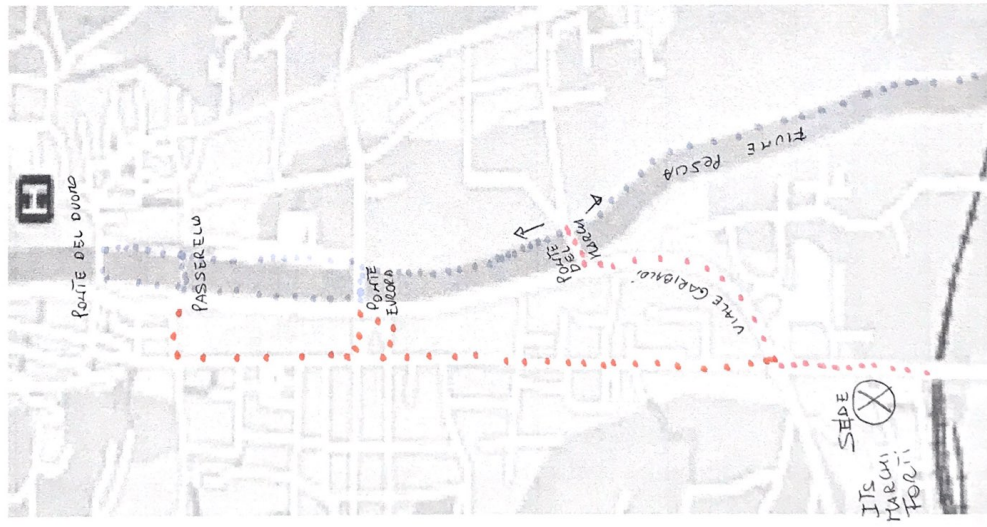 H
PONTE DEL DUOMO
PASSERELLA
PONTE
EUROPA
PONTE
DEL
MARCHI
FIUME PESCIA
VIALE GARIBALDI
SEDE
ITS
MARCHI
FORTI